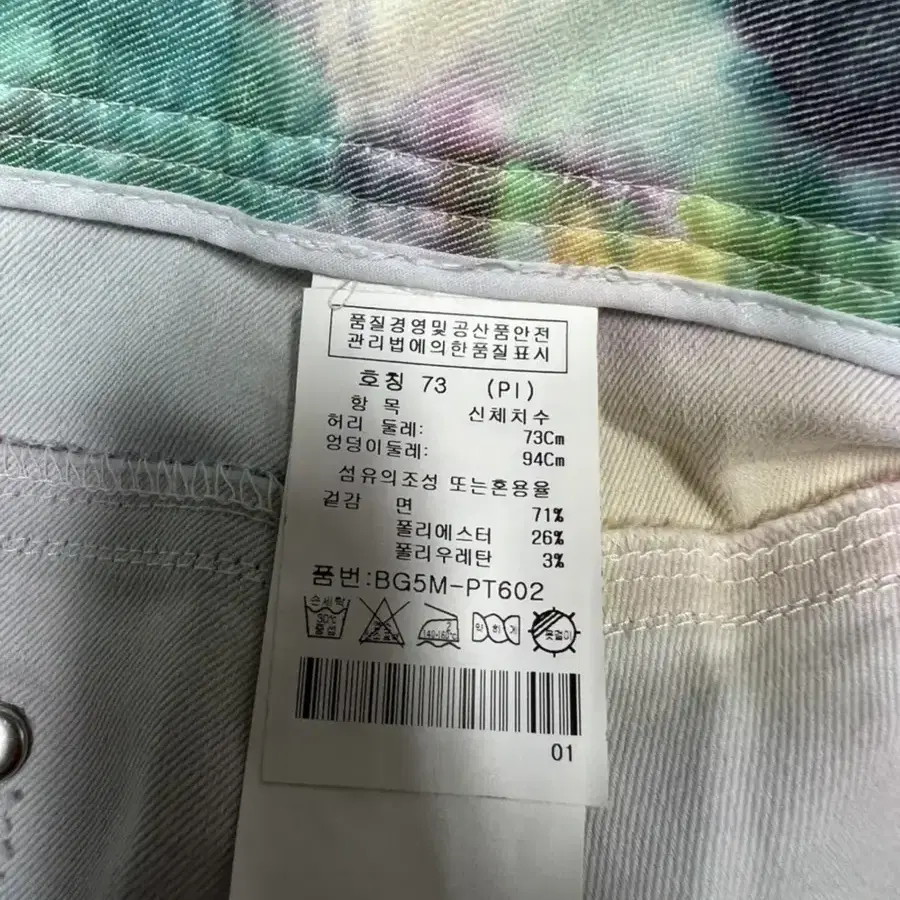 품질경영및공산품안전
관리법에의한품질표시
호칭 73 (PI)
항 목 신체치수
허리 둘레: 73Cm
엉덩이둘레: 94Cm
섬유의조성 또는혼용율
겉감 면 71%
폴리에스터 26%
폴리우레탄 3%
품번:BG5M-PT602
손세탁 30℃ 2 140-160℃ 약하게 옷걸이
01